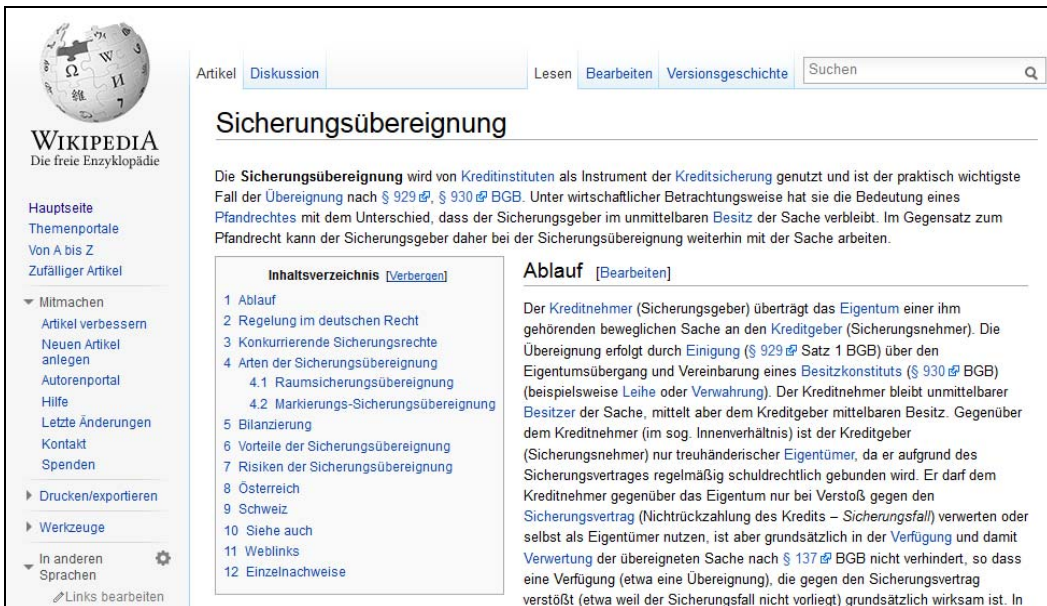 WIKIPEDIA
Die freie Enzyklopädie
Hauptseite
Themenportale
Von A bis Z
Zufälliger Artikel
Mitmachen
Artikel verbessern
Neuen Artikel
anlegen
Autorenportal
Hilfe
Letzte Änderungen
Kontakt
Spenden
Drucken/exportieren
Werkzeuge
In anderen
Sprachen
Links bearbeiten
Artikel Diskussion Lesen Bearbeiten Versionsgeschichte Suchen
Sicherungsübereignung
Die Sicherungsübereignung wird von Kreditinstituten als Instrument der Kreditsicherung genutzt und ist der praktisch wichtigste
Fall der Übereignung nach § 929, § 930 BGB. Unter wirtschaftlicher Betrachtungsweise hat sie die Bedeutung eines
Pfandrechtes mit dem Unterschied, dass der Sicherungsgeber im unmittelbaren Besitz der Sache verbleibt. Im Gegensatz zum
Pfandrecht kann der Sicherungsgeber daher bei der Sicherungsübereignung weiterhin mit der Sache arbeiten.
Inhaltsverzeichnis [Verbergen]
1 Ablauf
2 Regelung im deutschen Recht
3 Konkurrierende Sicherungsrechte
4 Arten der Sicherungsübereignung
4.1 Raumsicherungsübereignung
4.2 Markierungs-Sicherungsübereignung
5 Bilanzierung
6 Vorteile der Sicherungsübereignung
7 Risiken der Sicherungsübereignung
8 Österreich
9 Schweiz
10 Siehe auch
11 Weblinks
12 Einzelnachweise
Ablauf [Bearbeiten]
Der Kreditnehmer (Sicherungsgeber) überträgt das Eigentum einer ihm
gehörenden beweglichen Sache an den Kreditgeber (Sicherungsnehmer). Die
Übereignung erfolgt durch Einigung (§ 929 Satz 1 BGB) über den
Eigentumsübergang und Vereinbarung eines Besitzkonstituts (§ 930 BGB)
(beispielsweise Leihe oder Verwahrung). Der Kreditnehmer bleibt unmittelbarer
Besitzer der Sache, mittelt aber dem Kreditgeber mittelbaren Besitz. Gegenüber
dem Kreditnehmer (im sog. Innenverhältnis) ist der Kreditgeber
(Sicherungsnehmer) nur treuhänderischer Eigentümer, da er aufgrund des
Sicherungsvertrages regelmäßig schuldrechtlich gebunden wird. Er darf dem
Kreditnehmer gegenüber das Eigentum nur bei Verstoß gegen den
Sicherungsvertrag (Nichtrückzahlung des Kredits – Sicherungsfall) verwerten oder
selbst als Eigentümer nutzen, ist aber grundsätzlich in der Verfügung und damit
Verwertung der übereigneten Sache nach § 137 BGB nicht verhindert, so dass
eine Verfügung (etwa eine Übereignung), die gegen den Sicherungsvertrag
verstößt (etwa weil der Sicherungsfall nicht vorliegt) grundsätzlich wirksam ist. In